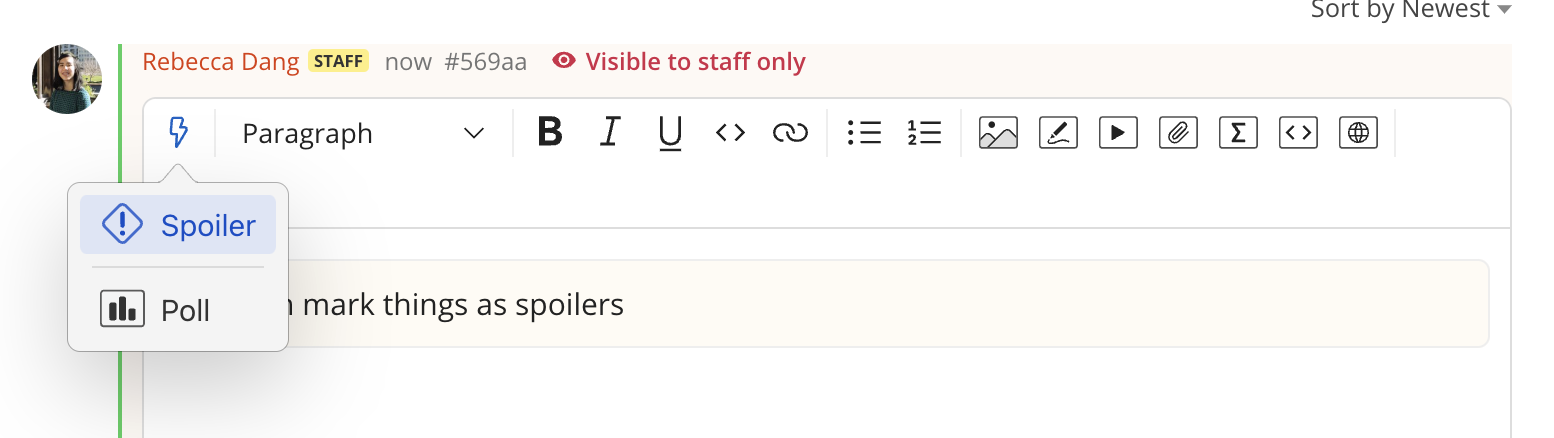 Sort by Newest
Rebecca Dang STAFF now #569aa Visible to staff only
Paragraph B I U
Spoiler
mark things as spoilers
Poll